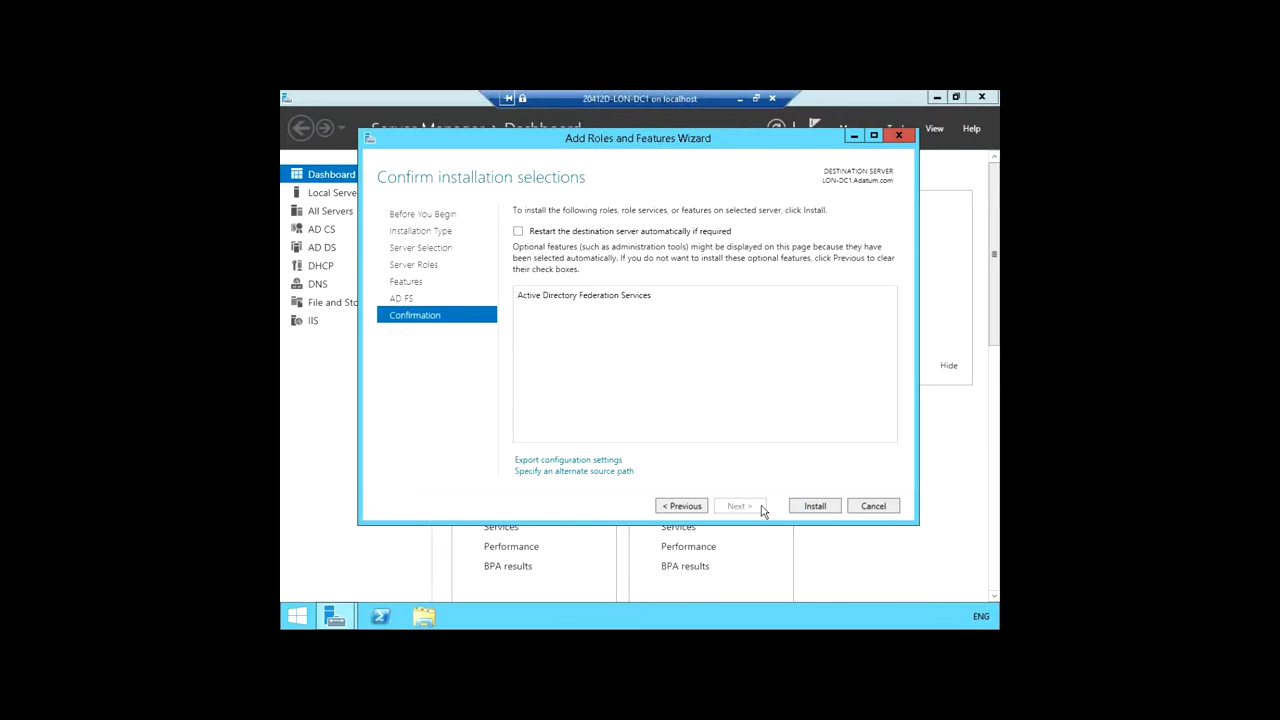 20412D-LON-DC1 on localhost
View
Help
Add Roles and Features Wizard
Dashboard
Local Serve
All Servers
AD CS
AD DS
DHCP
DNS
File and Sto
IIS
Confirm installation selections
DESTINATION SERVER
LON-DC1.Adatum.com
Before You Begin
Installation Type
Server Selection
Server Roles
Features
AD FS
Confirmation
To install the following roles, role services, or features on selected server, click Install.
Restart the destination server automatically if required
Optional features (such as administration tools) might be displayed on this page because they have
been selected automatically. If you do not want to install these optional features, click Previous to clear
their check boxes.
Active Directory Federation Services
Export configuration settings
Specify an alternate source path
< Previous
Next >
Install
Cancel
Hide
Services
Performance
BPA results
Services
Performance
BPA results
ENG